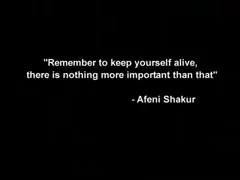 "Remember to keep yourself alive,
there is nothing more important than that"
- Afeni Shakur